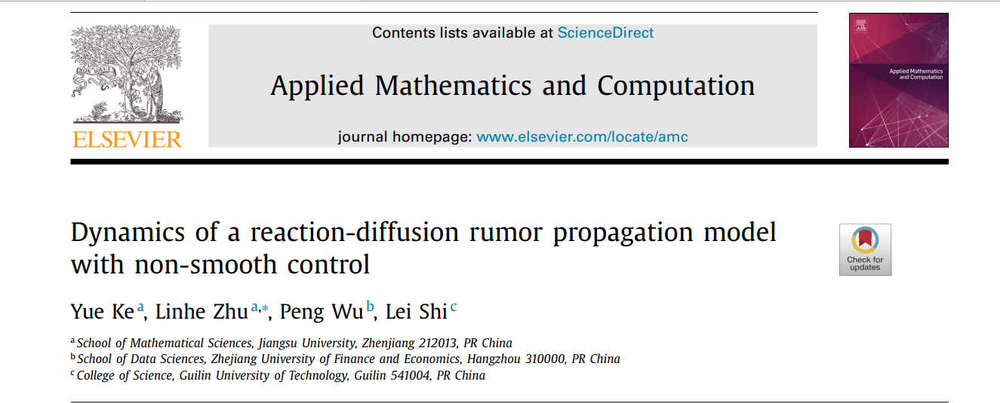 Contents lists available at ScienceDirect
Applied Mathematics and Computation
journal homepage: www.elsevier.com/locate/amc
NON SOLUS
ELSEVIER
Applied Mathematics
and Computation
Dynamics of a reaction-diffusion rumor propagation model
with non-smooth control
Check for
updates
Yue Ke a, Linhe Zhu a,*, Peng Wu b, Lei Shi c
a School of Mathematical Sciences, Jiangsu University, Zhenjiang 212013, PR China
b School of Data Sciences, Zhejiang University of Finance and Economics, Hangzhou 310000, PR China
c College of Science, Guilin University of Technology, Guilin 541004, PR China